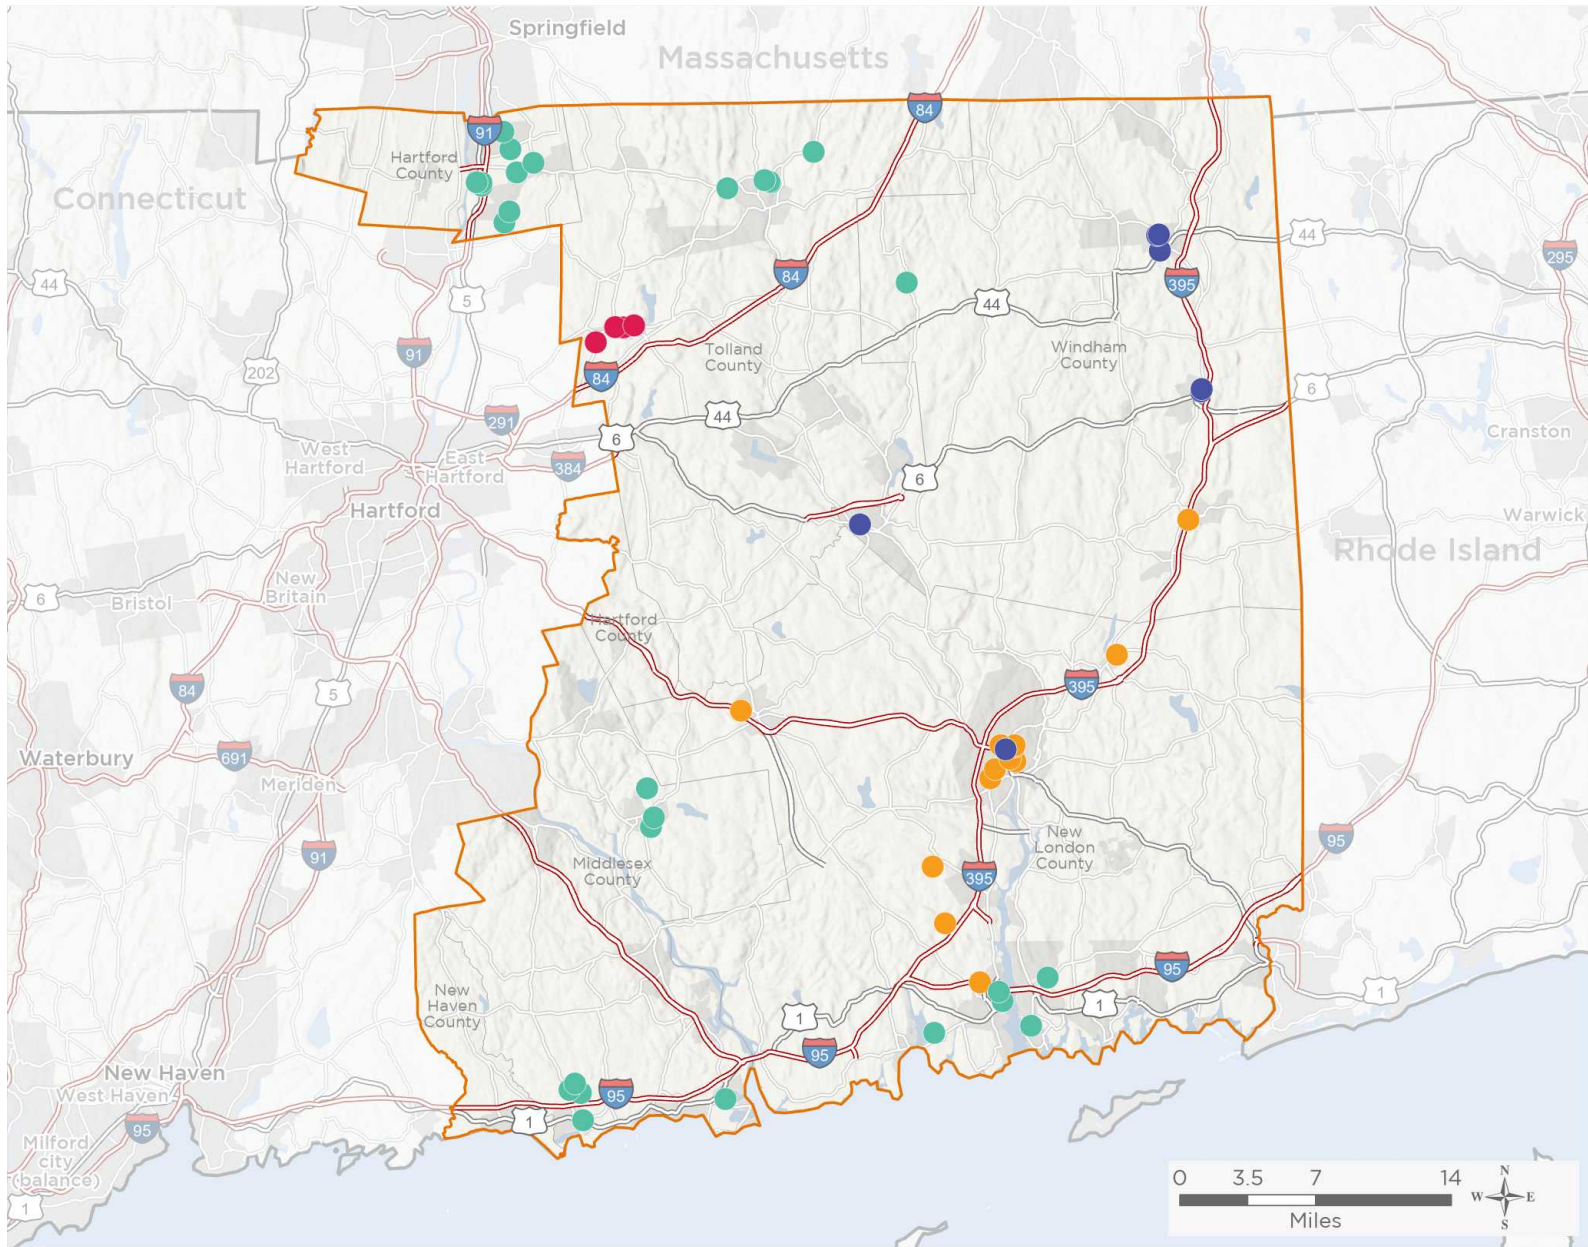 Springfield
Massachusetts
84
91
Hartford
County
Connecticut
44
44
295
84
395
5
44
91
Tolland
County
Windham
County
202
84
6
44
291
6
West
Hartford
East
Hartford
384
6
Cranston
Hartford
Warwick
Rhode Island
New
Britain
6
Bristol
Hartford
County
84
5
395
Waterbury
691
Meriden
95
New
London
County
91
Middlesex
County
395
95
New
Haven
County
1
1
1
95
New Haven
West Haven
95
1
95
Milford
city
(balance)
1
0 3.5 7 14
Miles
N
W E
S